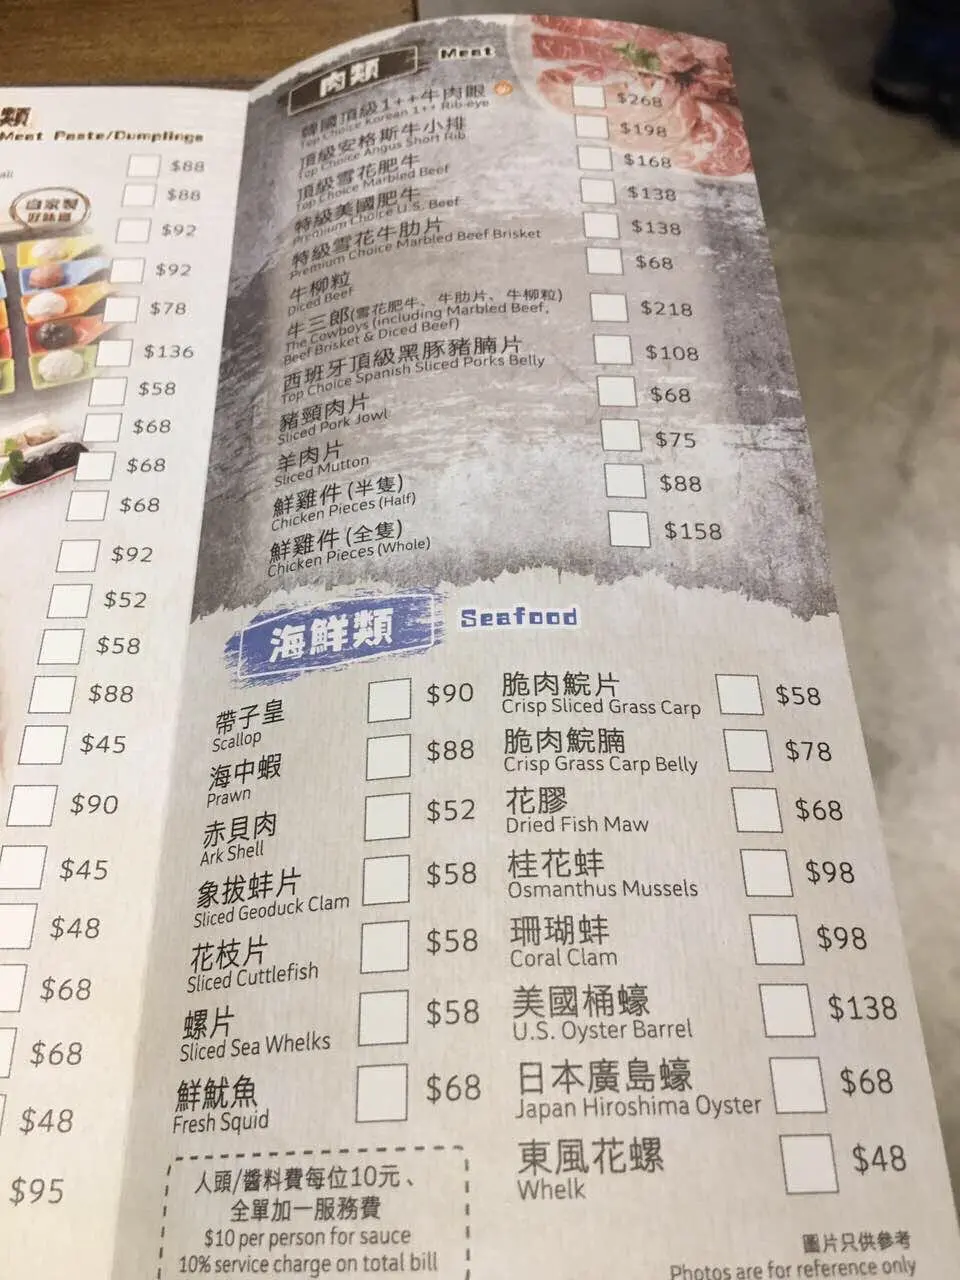 類
Meat Paste/Dumplings
$88
自家製
好味道
$88
$92
$92
$78
$136
$58
$68
$68
$68
$92
$52
$58
$88
$45
$90
$45
$48
$68
$68
$48
$95
肉類 Meat
韓國頂級1++牛肉眼 $268
Top Choice Korean 1++ Rib-eye
頂級安格斯牛小排 $198
Top Choice Angus Short Rib
頂級雪花肥牛 $168
Top Choice Marbled Beef
特級美國肥牛 $138
Premium Choice U.S. Beef
特級雪花牛肋片 $138
Premium Choice Marbled Beef Brisket
牛柳粒 $68
Diced Beef
牛三郎(雪花肥牛、牛肋片、牛柳粒) $218
The Cowboys (including Marbled Beef,
Beef Brisket & Diced Beef)
西班牙頂級黑豚豬腩片 $108
Top Choice Spanish Sliced Porks Belly
豬頸肉片 $68
Sliced Pork Jowl
羊肉片 $75
Sliced Mutton
鮮雞件(半隻) $88
Chicken Pieces (Half)
鮮雞件(全隻) $158
Chicken Pieces (Whole)
海鮮類 Seafood
帶子皇 $90
Scallop
海中蝦 $88
Prawn
赤貝肉 $52
Ark Shell
象拔蚌片 $58
Sliced Geoduck Clam
花枝片 $58
Sliced Cuttlefish
螺片 $58
Sliced Sea Whelks
鮮魷魚 $68
Fresh Squid
脆肉鯇片 $58
Crisp Sliced Grass Carp
脆肉鯇腩 $78
Crisp Grass Carp Belly
花膠 $68
Dried Fish Maw
桂花蚌 $98
Osmanthus Mussels
珊瑚蚌 $98
Coral Clam
美國桶蠔 $138
U.S. Oyster Barrel
日本廣島蠔 $68
Japan Hiroshima Oyster
東風花螺 $48
Whelk
人頭/醬料費每位10元、
全單加一服務費
$10 per person for sauce
10% service charge on total bill
圖片只供參考
Photos are for reference only